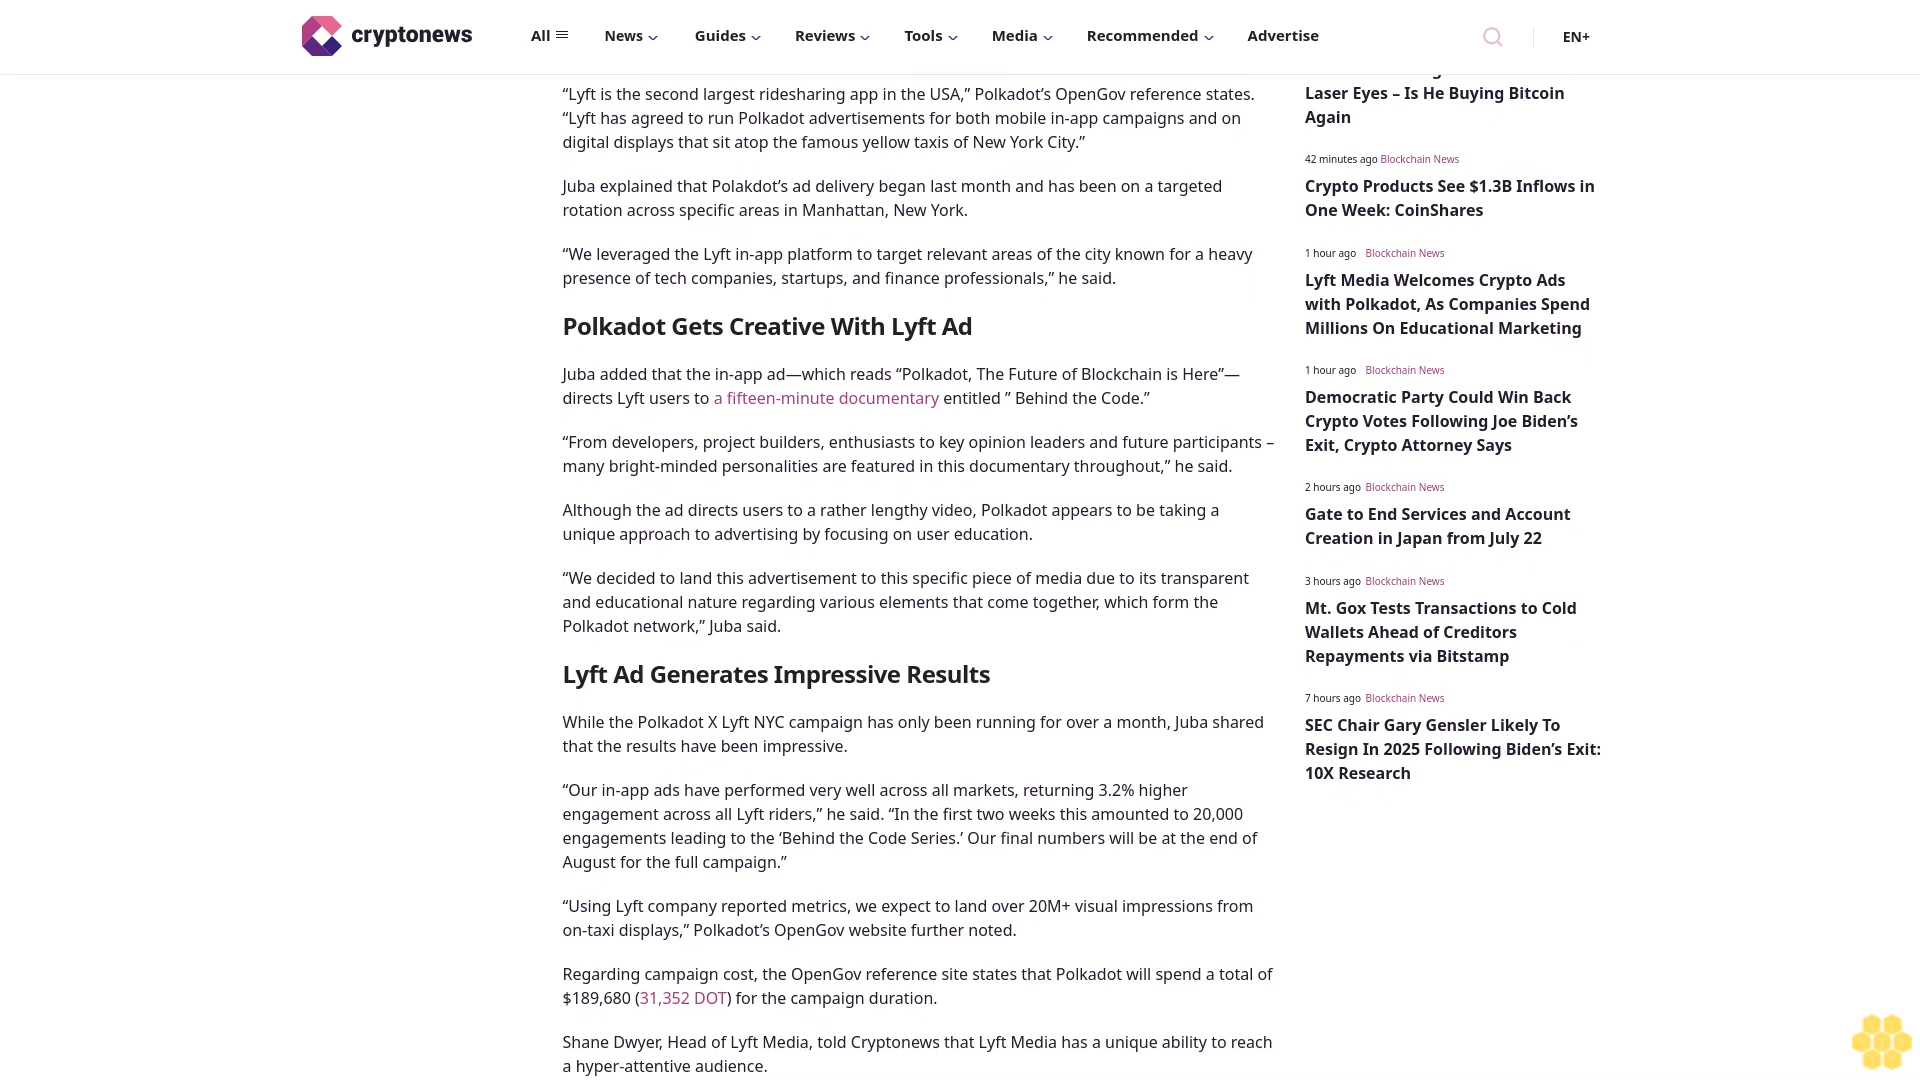 cryptonews
All
News
Guides
Reviews
Tools
Media
Recommended
Advertise
EN+
“Lyft is the second largest ridesharing app in the USA,” Polkadot’s OpenGov reference states.
“Lyft has agreed to run Polkadot advertisements for both mobile in-app campaigns and on
digital displays that sit atop the famous yellow taxis of New York City.”
Juba explained that Polakdot’s ad delivery began last month and has been on a targeted
rotation across specific areas in Manhattan, New York.
“We leveraged the Lyft in-app platform to target relevant areas of the city known for a heavy
presence of tech companies, startups, and finance professionals,” he said.
Polkadot Gets Creative With Lyft Ad
Juba added that the in-app ad—which reads “Polkadot, The Future of Blockchain is Here”—
directs Lyft users to a fifteen-minute documentary entitled ” Behind the Code.”
“From developers, project builders, enthusiasts to key opinion leaders and future participants –
many bright-minded personalities are featured in this documentary throughout,” he said.
Although the ad directs users to a rather lengthy video, Polkadot appears to be taking a
unique approach to advertising by focusing on user education.
“We decided to land this advertisement to this specific piece of media due to its transparent
and educational nature regarding various elements that come together, which form the
Polkadot network,” Juba said.
Lyft Ad Generates Impressive Results
While the Polkadot X Lyft NYC campaign has only been running for over a month, Juba shared
that the results have been impressive.
“Our in-app ads have performed very well across all markets, returning 3.2% higher
engagement across all Lyft riders,” he said. “In the first two weeks this amounted to 20,000
engagements leading to the ‘Behind the Code Series.’ Our final numbers will be at the end of
August for the full campaign.”
“Using Lyft company reported metrics, we expect to land over 20M+ visual impressions from
on-taxi displays,” Polkadot’s OpenGov website further noted.
Regarding campaign cost, the OpenGov reference site states that Polkadot will spend a total of
$189,680 (31,352 DOT) for the campaign duration.
Shane Dwyer, Head of Lyft Media, told Cryptonews that Lyft Media has a unique ability to reach
a hyper-attentive audience.
Laser Eyes – Is He Buying Bitcoin
Again
42 minutes ago Blockchain News
Crypto Products See $1.3B Inflows in
One Week: CoinShares
1 hour ago Blockchain News
Lyft Media Welcomes Crypto Ads
with Polkadot, As Companies Spend
Millions On Educational Marketing
1 hour ago Blockchain News
Democratic Party Could Win Back
Crypto Votes Following Joe Biden’s
Exit, Crypto Attorney Says
2 hours ago Blockchain News
Gate to End Services and Account
Creation in Japan from July 22
3 hours ago Blockchain News
Mt. Gox Tests Transactions to Cold
Wallets Ahead of Creditors
Repayments via Bitstamp
7 hours ago Blockchain News
SEC Chair Gary Gensler Likely To
Resign In 2025 Following Biden’s Exit:
10X Research